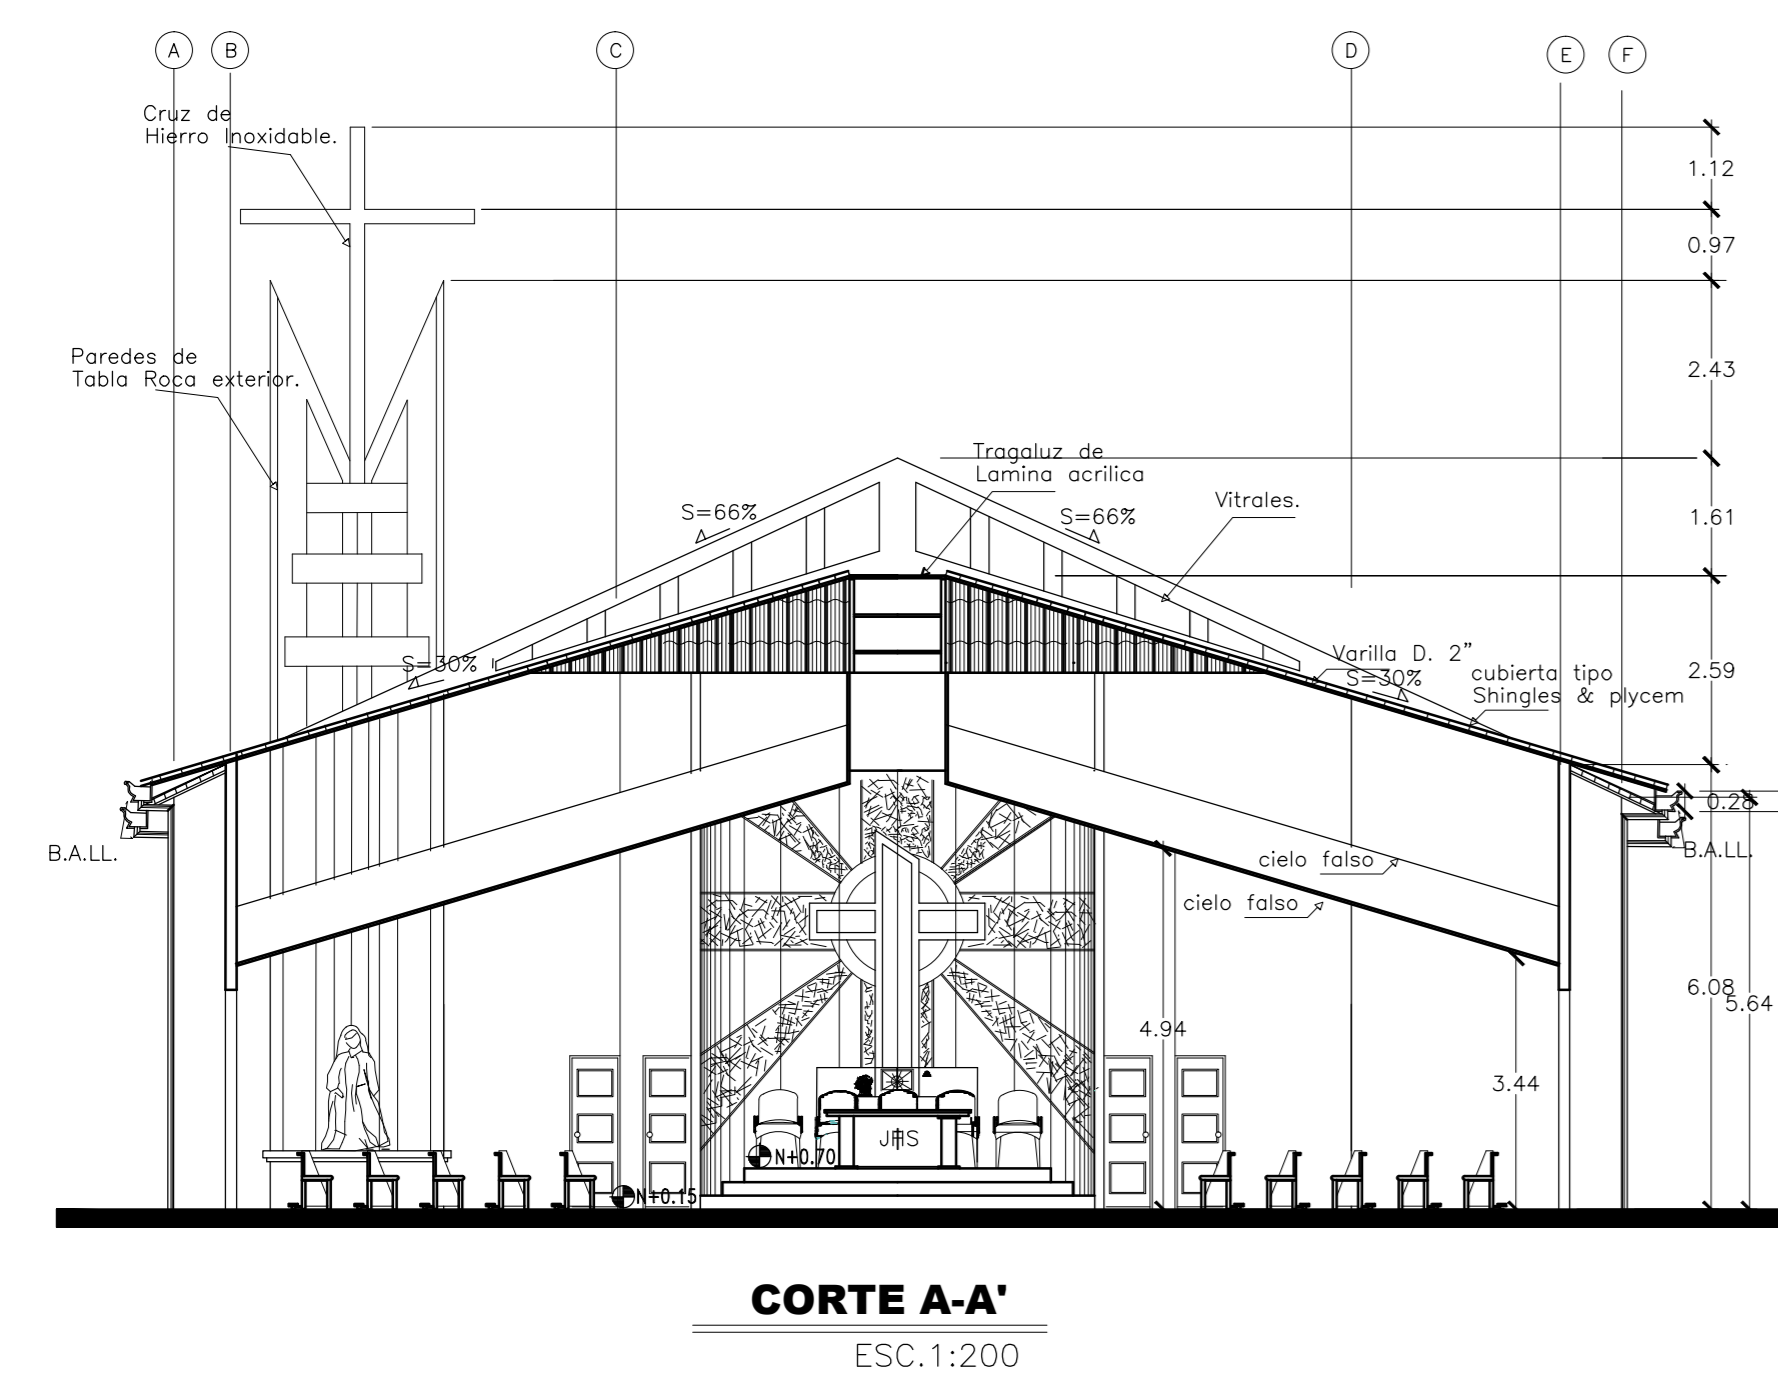 A
B
C
D
E
F
Cruz de
Hierro Inoxidable.
1.12
0.97
Paredes de
Tabla Roca exterior.
2.43
Tragaluz de
Lamina acrilica
Vitrales.
S=66%
S=66%
1.61
S=30%
Varilla D. 2”
S=30%
cubierta tipo
Shingles & plycem
2.59
0.28
B.A.LL.
B.A.LL.
cielo falso
cielo falso
6.08
5.64
4.94
3.44
JHS
N+0.70
N+0.15
CORTE A-A'
ESC.1:200